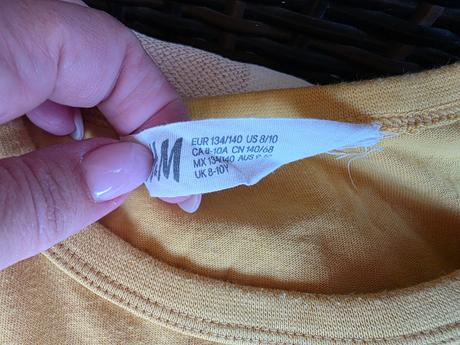 EUR 134/140 US 8/10
CA 8-10A CN 140/68
MX 134/140 AUS
UK 8-10Y